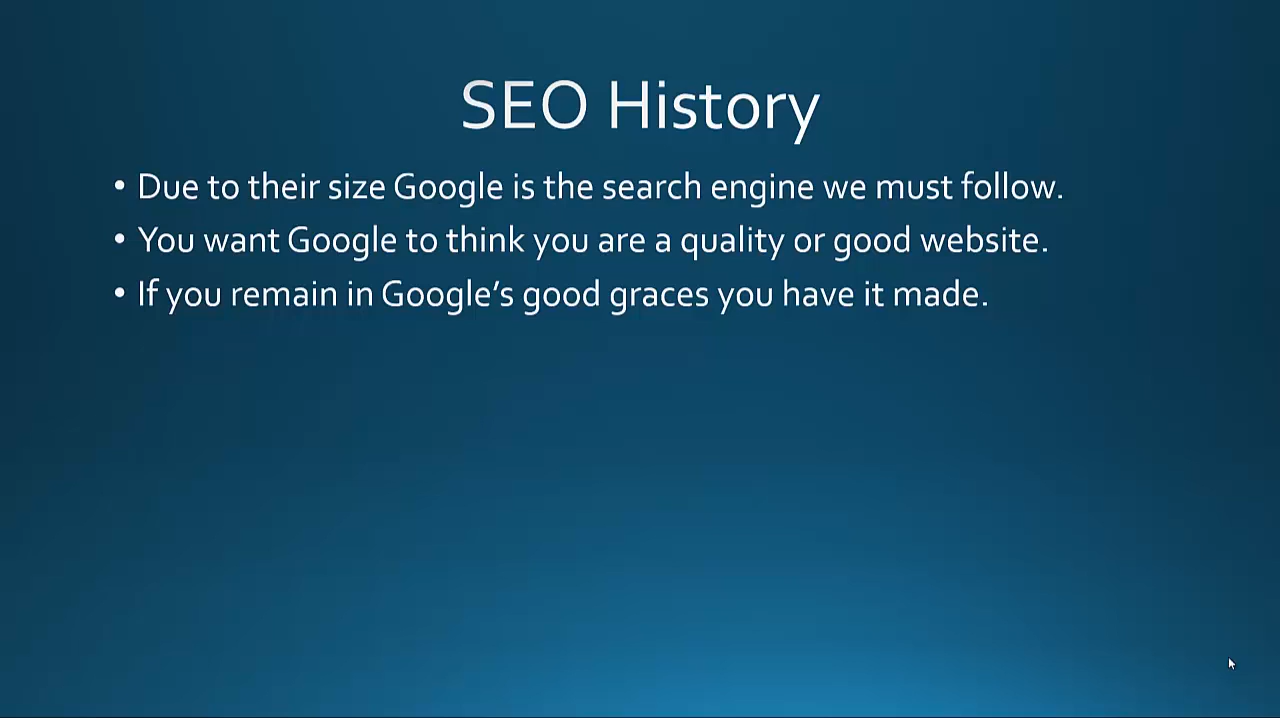 SEO History
• Due to their size Google is the search engine we must follow.
• You want Google to think you are a quality or good website.
• If you remain in Google’s good graces you have it made.